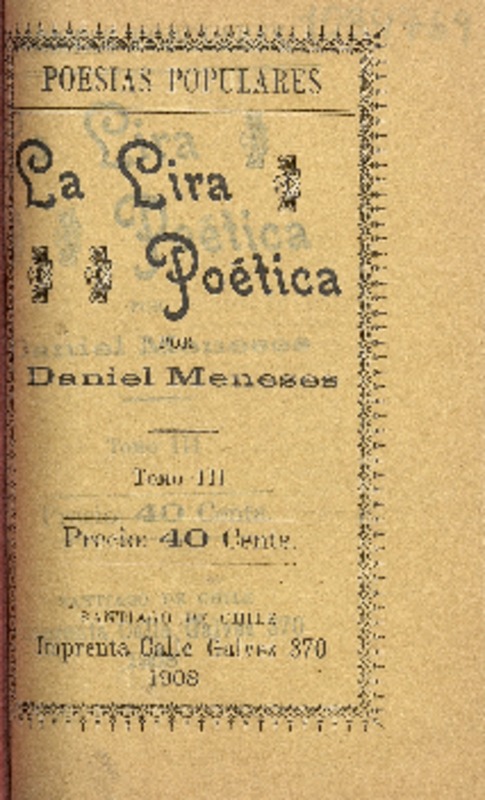 POESIAS POPULARES
La Lira
Poética
POR
Daniel Meneses
Tomo III
Precio: 40 Cents.
SANTIAGO DE CHILE
Imprenta Calle Galvez 370
1908